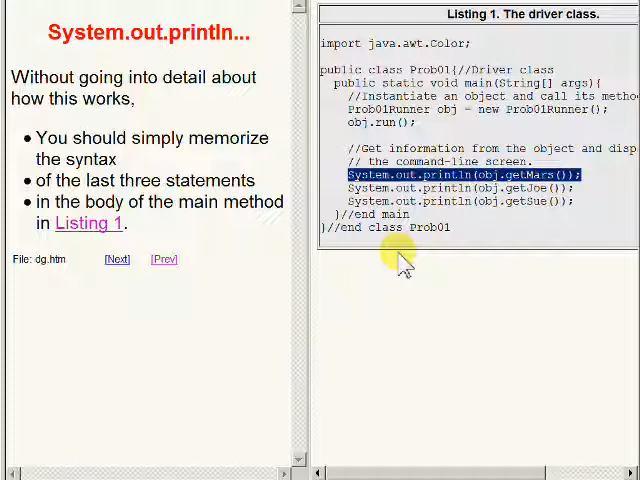 System.out.println...
Without going into detail about
how this works,
You should simply memorize
the syntax
of the last three statements
in the body of the main method
in Listing 1.
File: dg.htm [Next] [Prev]
Listing 1. The driver class.
import java.awt.Color;
public class Prob01{//Driver class
public static void main(String[] args){
//Instantiate an object and call its metho
Prob01Runner obj = new Prob01Runner();
obj.run();
//Get information from the object and disp
// the command-line screen.
System.out.println(obj.getMars());
System.out.println(obj.getJoe());
System.out.println(obj.getSue());
}//end main
}//end class Prob01